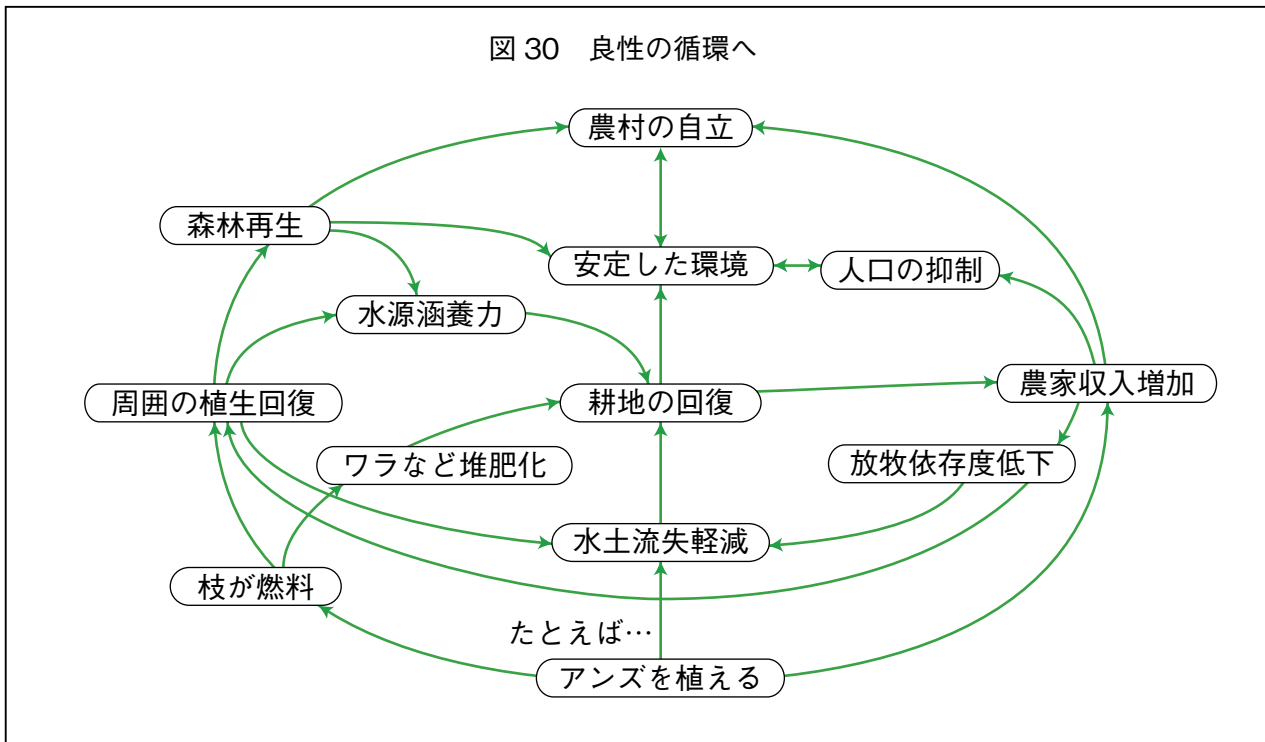 図 30 良性の循環へ
農村の自立
森林再生
安定した環境
人口の抑制
水源涵養力
周囲の植生回復
耕地の回復
農家収入増加
ワラなど堆肥化
放牧依存度低下
水土流失軽減
枝が燃料
たとえば…
アンズを植える